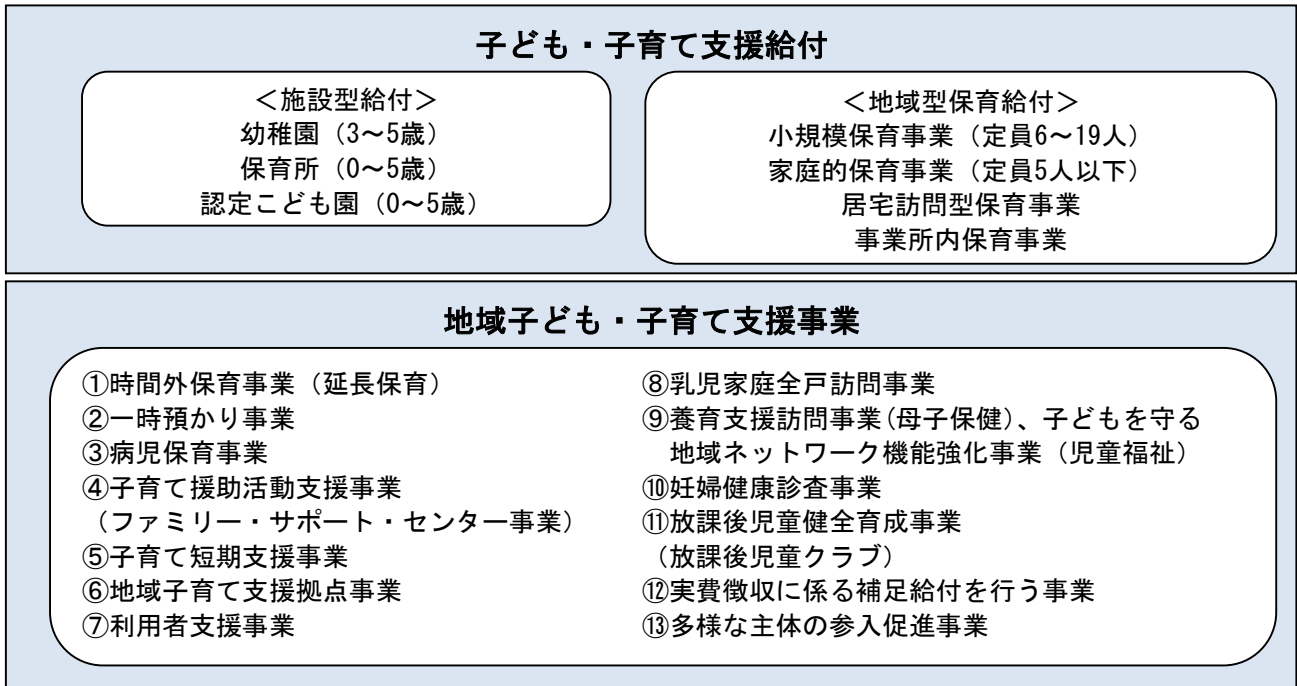 子ども・子育て支援給付
＜施設型給付＞
幼稚園（3～5歳）
保育所（0～5歳）
認定こども園（0～5歳）
＜地域型保育給付＞
小規模保育事業（定員6～19人）
家庭的保育事業（定員5人以下）
居宅訪問型保育事業
事業所内保育事業
地域子ども・子育て支援事業
①時間外保育事業（延長保育）
②一時預かり事業
③病児保育事業
④子育て援助活動支援事業
（ファミリー・サポート・センター事業）
⑤子育て短期支援事業
⑥地域子育て支援拠点事業
⑦利用者支援事業
⑧乳児家庭全戸訪問事業
⑨養育支援訪問事業(母子保健)、子どもを守る
地域ネットワーク機能強化事業（児童福祉）
⑩妊婦健康診査事業
⑪放課後児童健全育成事業
（放課後児童クラブ）
⑫実費徴収に係る補足給付を行う事業
⑬多様な主体の参入促進事業